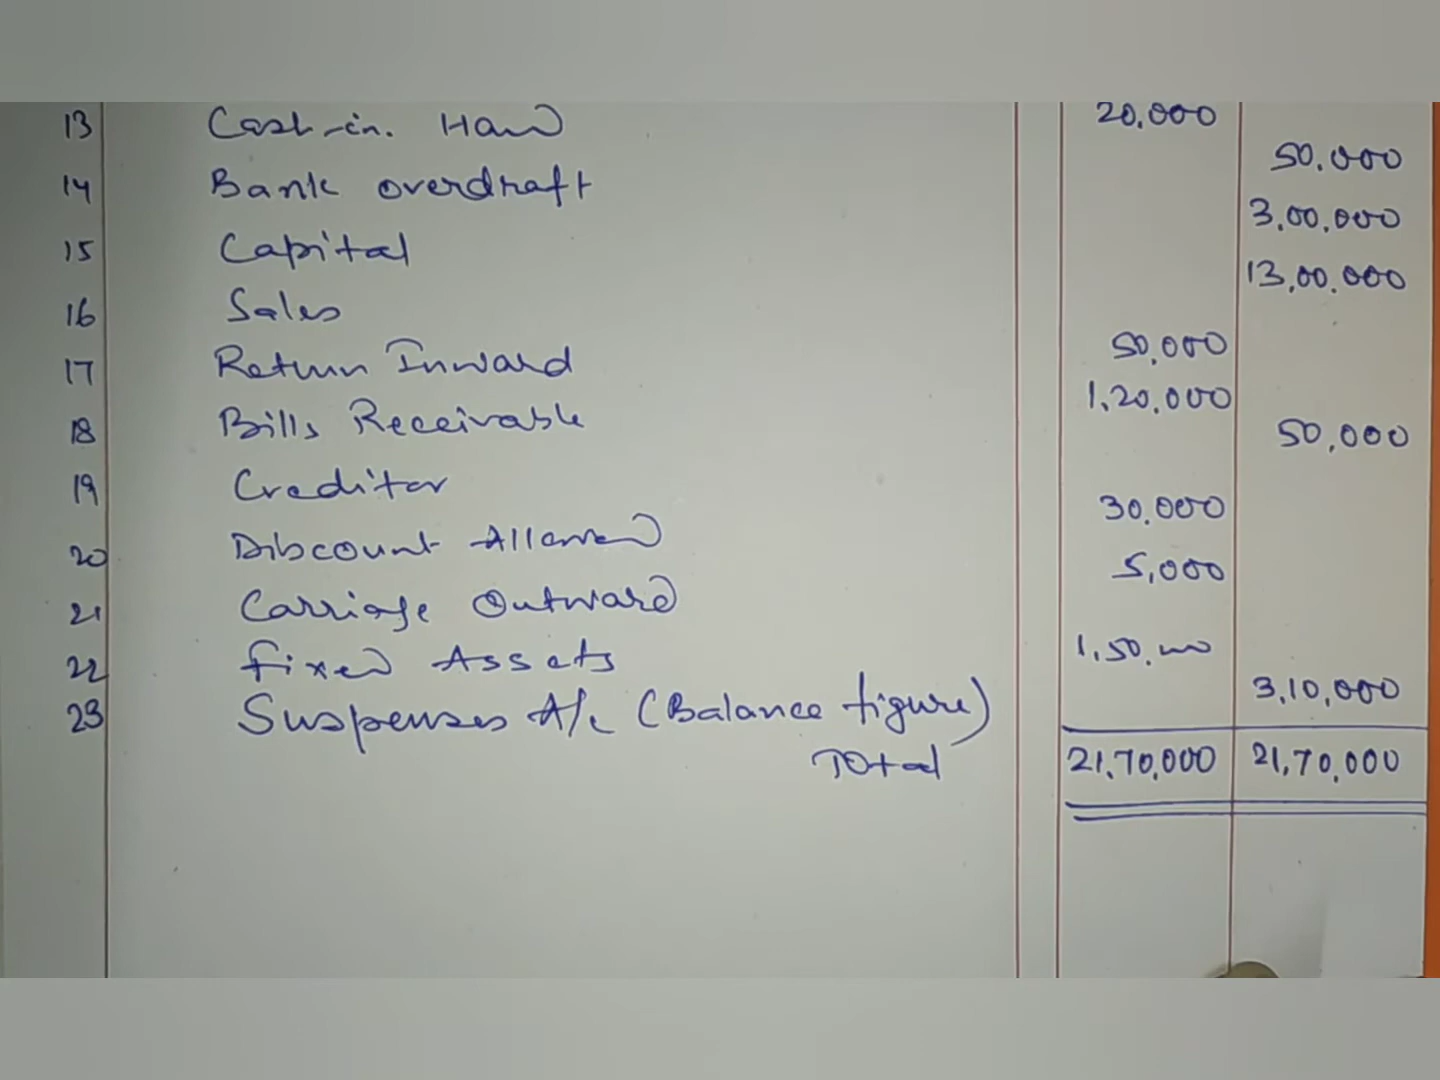 13 Cash-in. Hand 20,000
14 Bank overdraft 50,000
15 Capital 3,00,000
16 Sales 13,00,000
17 Return Inward 50,000
18 Bills Receivable 1,20,000
19 Creditor 50,000
20 Discount Allowed 30,000
21 Carriage Outward 5,000
22 Fixed Assets 1,50,000
23 Suspenses A/c (Balance figure) 3,10,000
Total 21,70,000 21,70,000